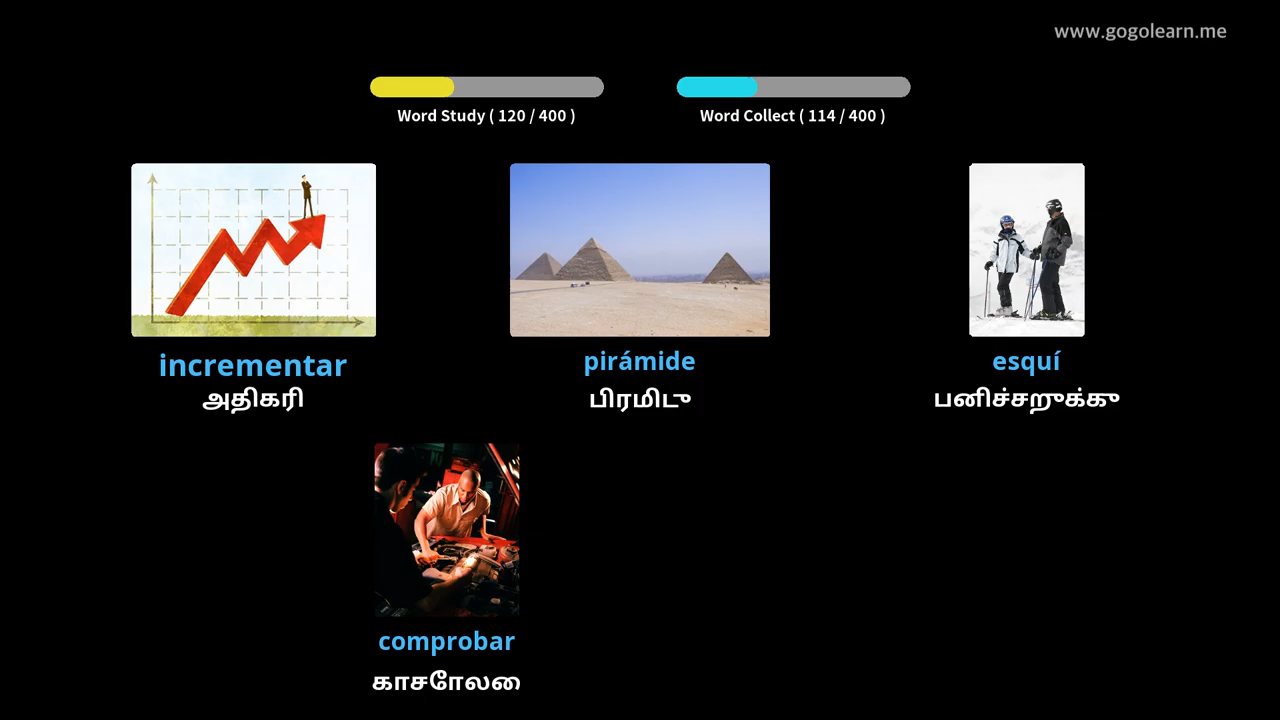 www.gogolearn.me
Word Study ( 120 / 400 )
Word Collect ( 114 / 400 )
incrementar
அதிகரி
pirámide
பிரமிடு
esquí
பனிச்சறுக்கு
comprobar
காசரோலை